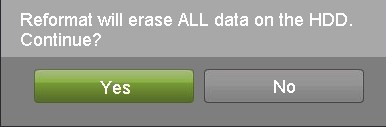 Reformat will erase ALL data on the HDD.
Continue?
Yes
No